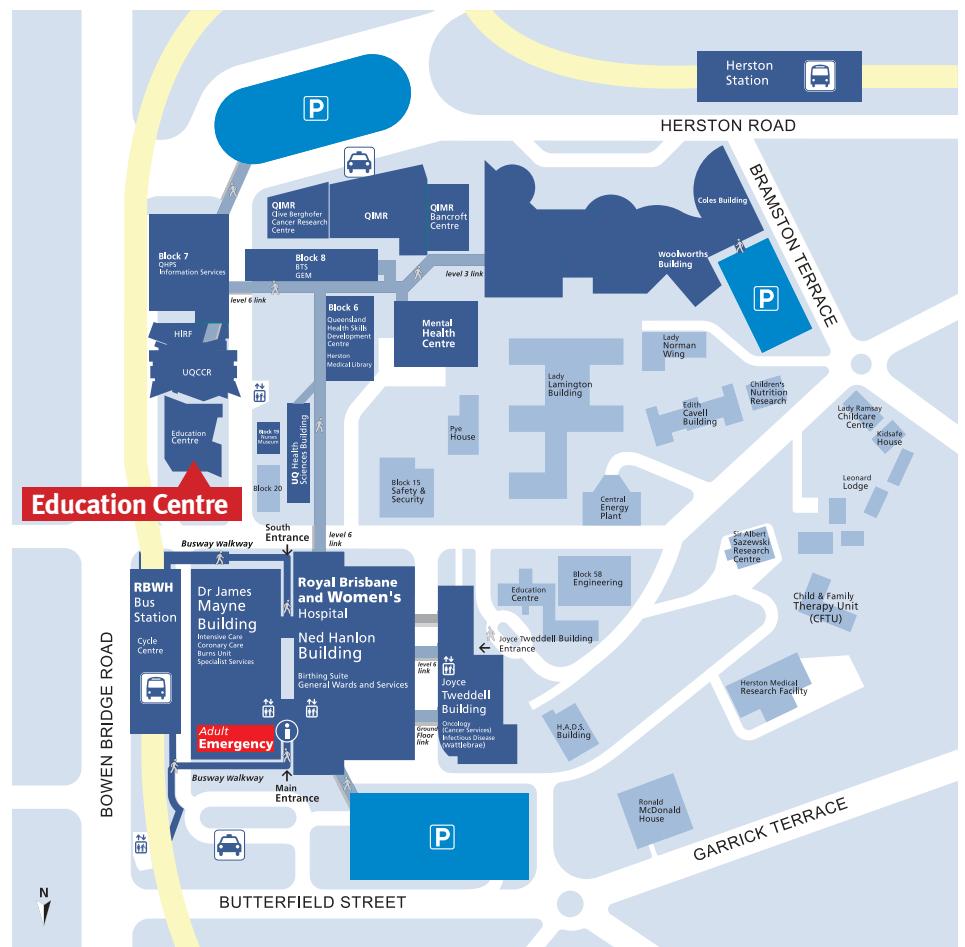 Herston
Station
HERSTON ROAD
BRAMSTON TERRACE
P
QIMR
Clive Berghofer
Cancer Research
Centre
QIMR
QIMR
Bancroft
Centre
Coles Building
Woolworths
Building
P
Block 7
QHPS
Information Services
Block 8
BTS
GEM
level 3 link
level 6 link
Block 6
Queensland
Health Skills
Development
Centre
Herston
Medical Library
Mental
Health
Centre
HIRF
UQCCR
Education
Centre
Education Centre
Block 19
Nurses
Museum
Block 20
UQ Health
Sciences Building
Pye
House
Block 15
Safety &
Security
Lady
Lamington
Building
Lady
Norman
Wing
Edith
Cavell
Building
Children's
Nutrition
Research
Lady Ramsay
Childcare
Centre
Kidsafe
House
Leonard
Lodge
Central
Energy
Plant
Sir Albert
Sazewski
Research
Centre
Child & Family
Therapy Unit
(CFTU)
South
Entrance
level 6
link
Busway Walkway
BOWEN BRIDGE ROAD
RBWH
Bus
Station
Cycle
Centre
Dr James
Mayne
Building
Intensive Care
Coronary Care
Burns Unit
Specialist Services
Adult
Emergency
i
Royal Brisbane
and Women's
Hospital
Ned Hanlon
Building
Birthing Suite
General Wards and Services
level 6
link
Ground
Floor
link
Joyce
Tweddell
Building
Oncology
(Cancer Services)
Infectious Disease
(Wattlebrae)
Education
Centre
Block 58
Engineering
Joyce Tweddell Building
Entrance
H.A.D.S.
Building
Herston Medical
Research Facility
Ronald
McDonald
House
Busway Walkway
Main
Entrance
P
GARRICK TERRACE
BUTTERFIELD STREET
N